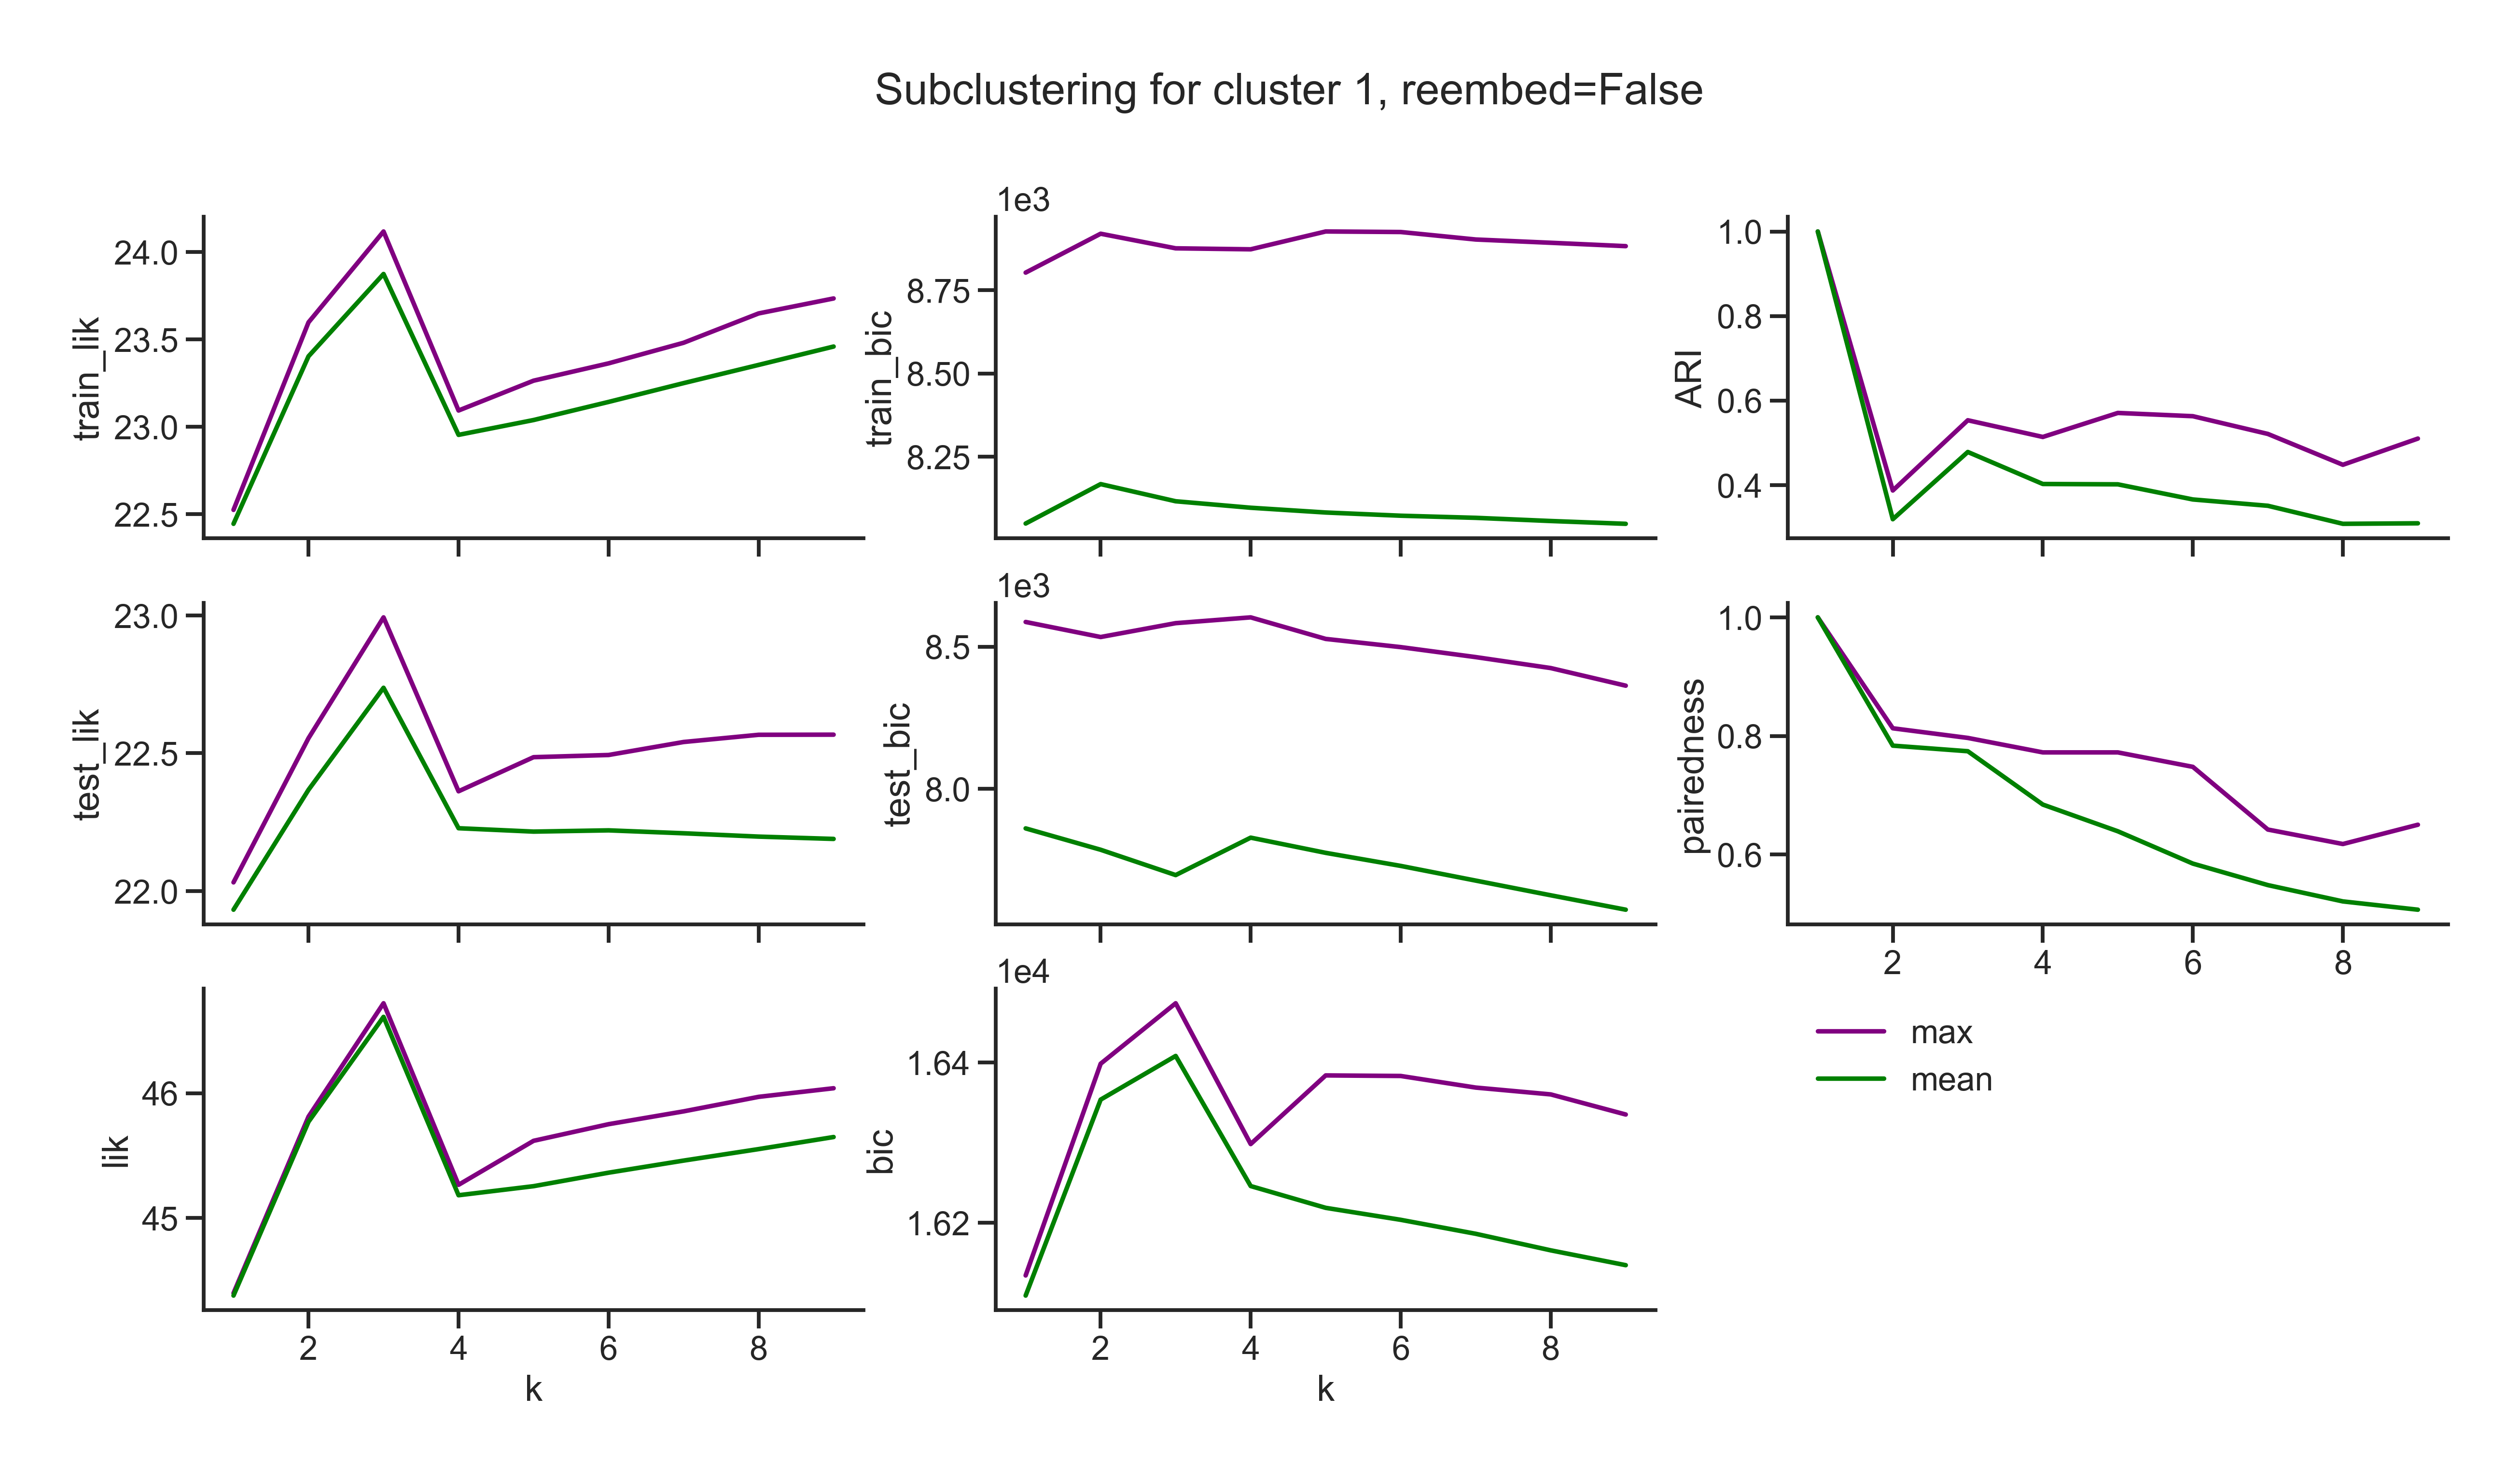 Subclustering for cluster 1, reembed=False
train_lik
24.0
23.5
23.0
22.5
1e3
train_bic
8.75
8.50
8.25
ARI
1.0
0.8
0.6
0.4
test_lik
23.0
22.5
22.0
1e3
test_bic
8.5
8.0
pairedness
1.0
0.8
0.6
2 4 6 8
lik
46
45
2 4 6 8
k
1e4
bic
1.64
1.62
2 4 6 8
k
max
mean